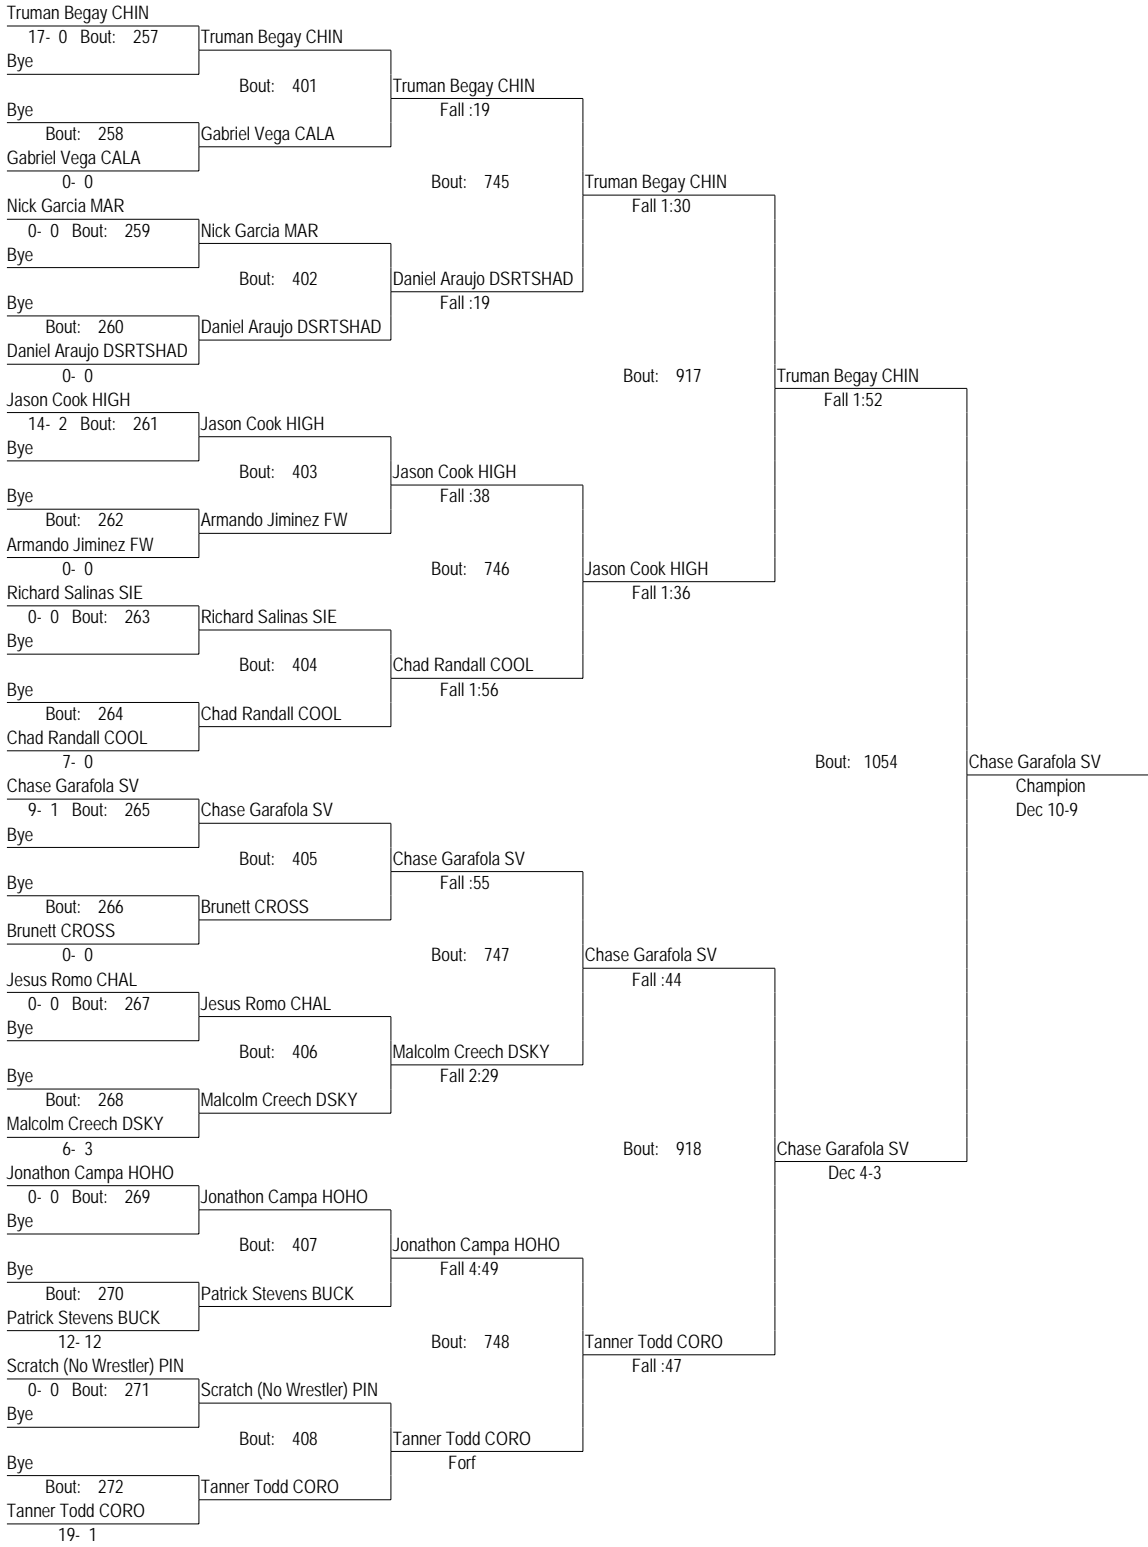 Truman Begay CHIN
17- 0 Bout: 257
Truman Begay CHIN
Bye
Bout: 401
Truman Begay CHIN
Bye
Fall :19
Bout: 258
Gabriel Vega CALA
Gabriel Vega CALA
0- 0
Bout: 745
Truman Begay CHIN
Nick Garcia MAR
Fall 1:30
0- 0 Bout: 259
Nick Garcia MAR
Bye
Bout: 402
Daniel Araujo DSRTSHAD
Bye
Fall :19
Bout: 260
Daniel Araujo DSRTSHAD
Daniel Araujo DSRTSHAD
0- 0
Bout: 917
Truman Begay CHIN
Jason Cook HIGH
Fall 1:52
14- 2 Bout: 261
Jason Cook HIGH
Bye
Bout: 403
Jason Cook HIGH
Bye
Fall :38
Bout: 262
Armando Jiminez FW
Armando Jiminez FW
0- 0
Bout: 746
Jason Cook HIGH
Richard Salinas SIE
Fall 1:36
0- 0 Bout: 263
Richard Salinas SIE
Bye
Bout: 404
Chad Randall COOL
Bye
Fall 1:56
Bout: 264
Chad Randall COOL
Chad Randall COOL
7- 0
Bout: 1054
Chase Garafola SV
Chase Garafola SV
Champion
9- 1 Bout: 265
Chase Garafola SV
Dec 10-9
Bye
Bout: 405
Chase Garafola SV
Bye
Fall :55
Bout: 266
Brunett CROSS
Brunett CROSS
0- 0
Bout: 747
Chase Garafola SV
Jesus Romo CHAL
Fall :44
0- 0 Bout: 267
Jesus Romo CHAL
Bye
Bout: 406
Malcolm Creech DSKY
Bye
Fall 2:29
Bout: 268
Malcolm Creech DSKY
Malcolm Creech DSKY
6- 3
Bout: 918
Chase Garafola SV
Jonathon Campa HOHO
Dec 4-3
0- 0 Bout: 269
Jonathon Campa HOHO
Bye
Bout: 407
Jonathon Campa HOHO
Bye
Fall 4:49
Bout: 270
Patrick Stevens BUCK
Patrick Stevens BUCK
12- 12
Bout: 748
Tanner Todd CORO
Scratch (No Wrestler) PIN
Fall :47
0- 0 Bout: 271
Scratch (No Wrestler) PIN
Bye
Bout: 408
Tanner Todd CORO
Bye
Forf
Bout: 272
Tanner Todd CORO
Tanner Todd CORO
19- 1